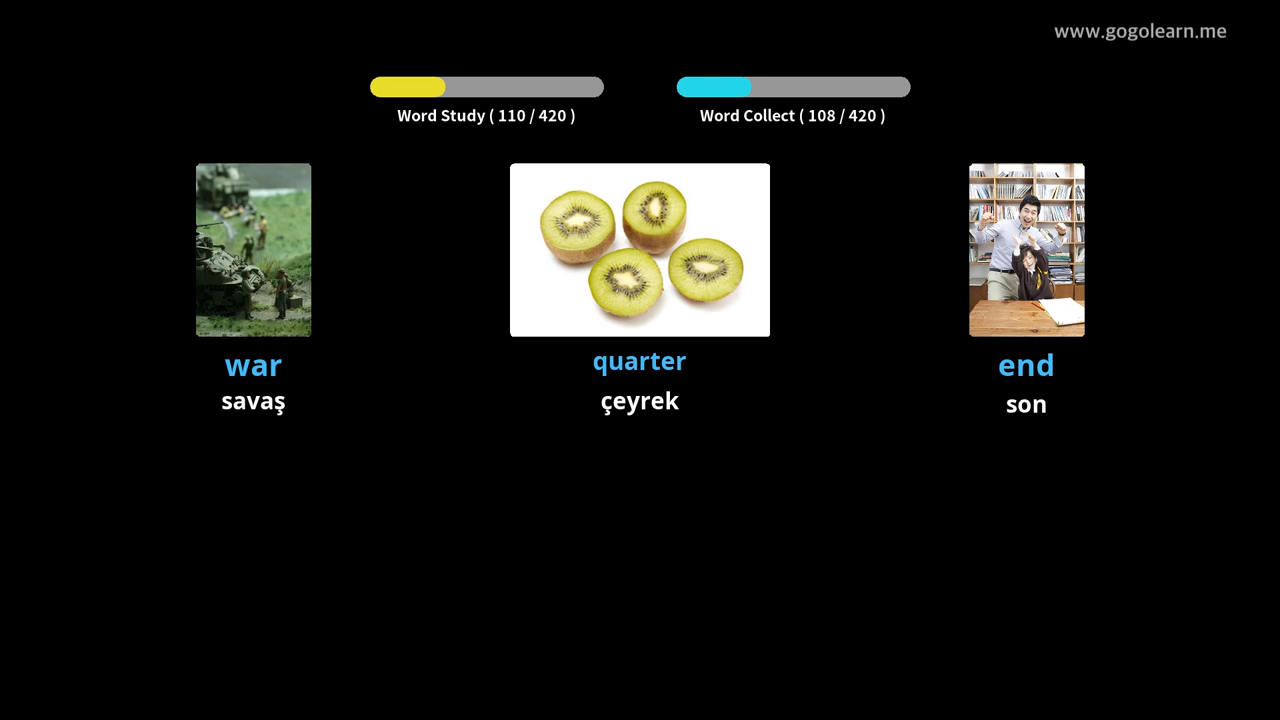 www.gogolearn.me
Word Study ( 110 / 420 )
Word Collect ( 108 / 420 )
war
savaş
quarter
çeyrek
end
son